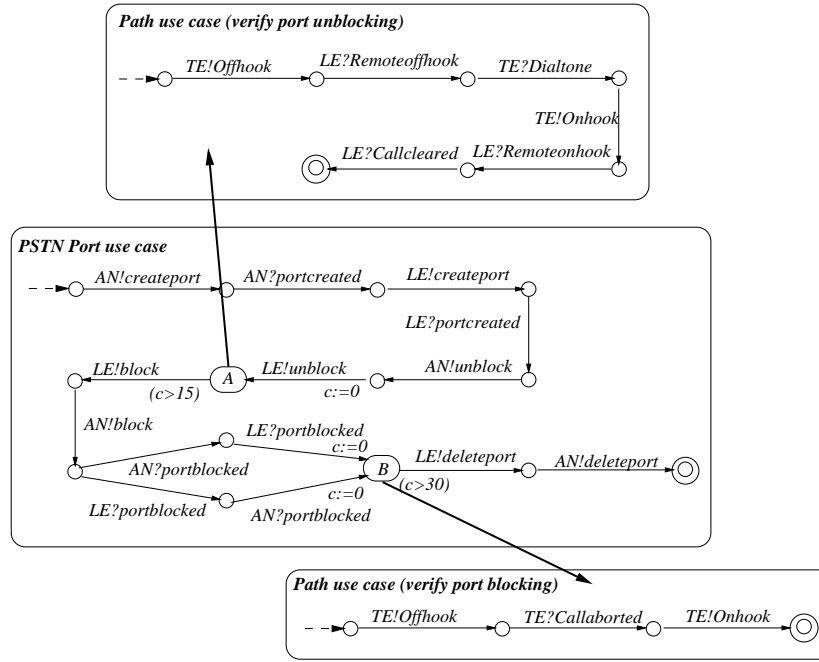 Path use case (verify port unblocking)
TE!Offhook
LE?Remoteoffhook
TE?Dialtone
TE!Onhook
LE?Callcleared
LE?Remoteonhook
PSTN Port use case
AN!createport
AN?portcreated
LE!createport
LE?portcreated
LE!block
(c>15)
A
LE!unblock
c:=0
AN!unblock
AN!block
LE?portblocked
c:=0
AN?portblocked
B
LE!deleteport
(c>30)
AN!deleteport
LE?portblocked
c:=0
AN?portblocked
Path use case (verify port blocking)
TE!Offhook
TE?Callaborted
TE!Onhook